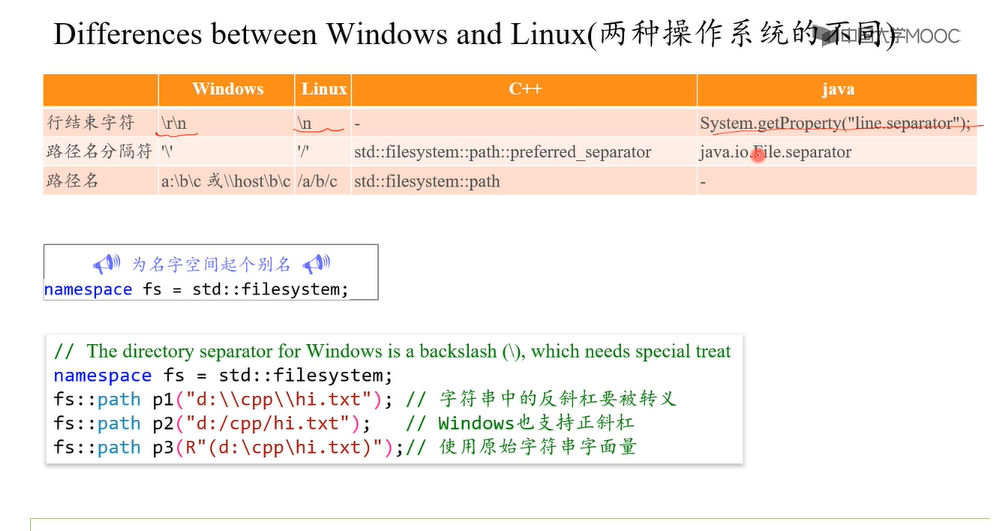 Differences between Windows and Linux(两种操作系统的不同)
中国大学MOOC
Windows Linux C++ java
行结束字符 \r\n \n - System.getProperty("line.separator");
路径名分隔符 '\' '/' std::filesystem::path::preferred_separator java.io.File.separator
路径名 a:\b\c 或\\host\b\c /a/b/c std::filesystem::path -
为名字空间起个别名
namespace fs = std::filesystem;
// The directory separator for Windows is a backslash (\), which needs special treat
namespace fs = std::filesystem;
fs::path p1("d:\\cpp\\hi.txt"); // 字符串中的反斜杠要被转义
fs::path p2("d:/cpp/hi.txt"); // Windows也支持正斜杠
fs::path p3(R"(d:\cpp\hi.txt)");// 使用原始字符串字面量